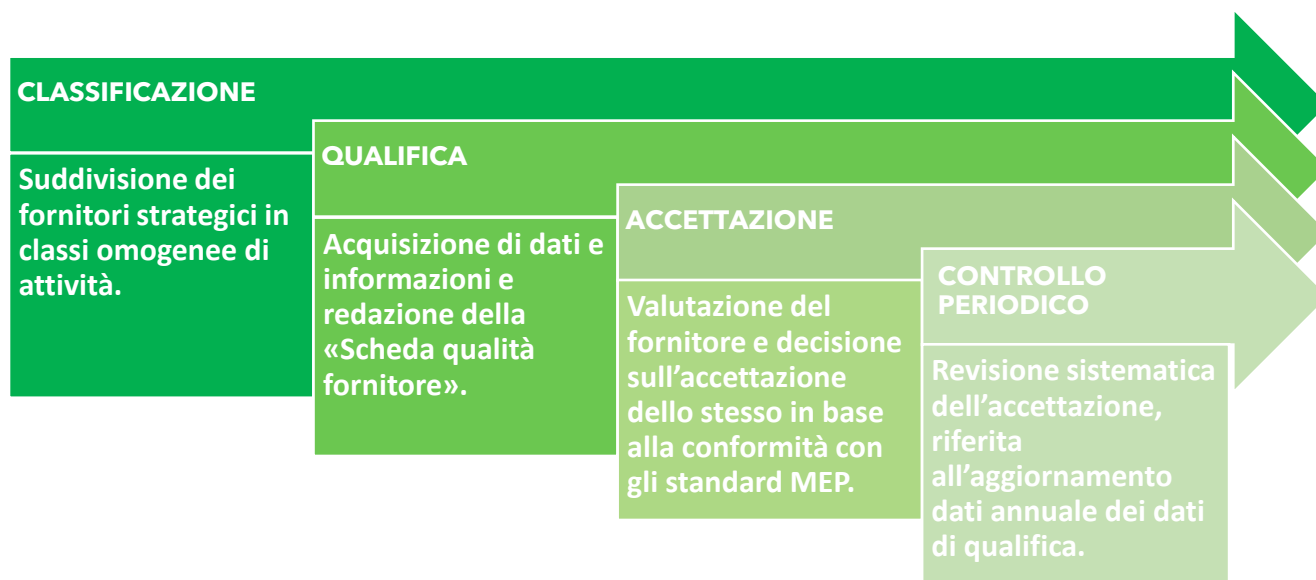 CLASSIFICAZIONE
Suddivisione dei
fornitori strategici in
classi omogenee di
attività.
QUALIFICA
Acquisizione di dati e
informazioni e
redazione della
«Scheda qualità
fornitore».
ACCETTAZIONE
Valutazione del
fornitore e decisione
sull’accettazione
dello stesso in base
alla conformità con
gli standard MEP.
CONTROLLO
PERIODICO
Revisione sistematica
dell’accettazione,
riferita
all’aggiornamento
dati annuale dei dati
di qualifica.